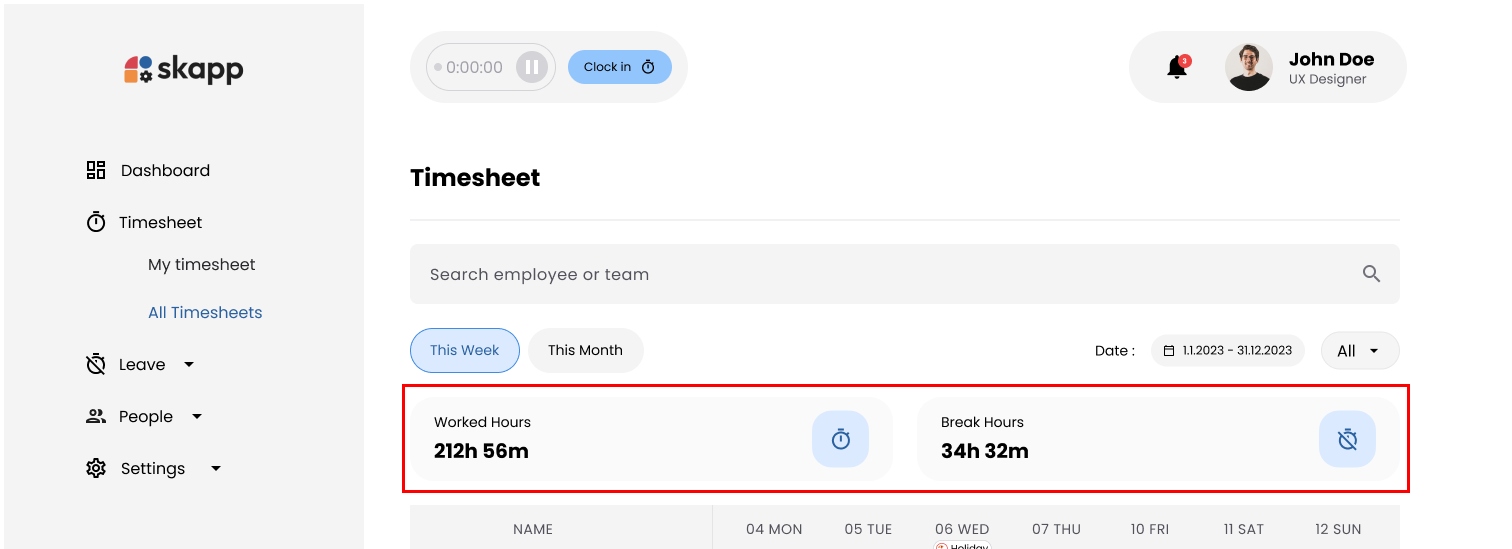 skapp
0:00:00
Clock in
3
John Doe
UX Designer
Dashboard
Timesheet
My timesheet
All Timesheets
Leave
People
Settings
Timesheet
Search employee or team
This Week
This Month
Date :
1.1.2023 - 31.12.2023
All
Worked Hours
212h 56m
Break Hours
34h 32m
NAME
04 MON
05 TUE
06 WED
07 THU
10 FRI
11 SAT
12 SUN
Holiday